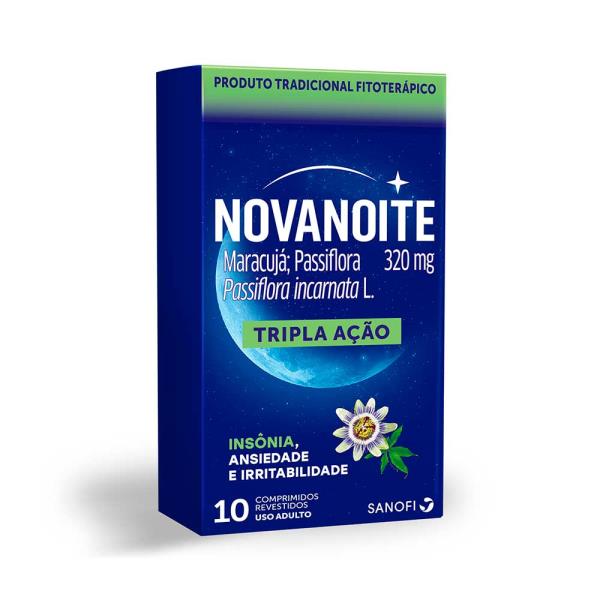 PRODUTO TRADICIONAL FITOTERÁPICO
NOVANOITE
Maracujá; Passiflora 320 mg
Passiflora incarnata L.
TRIPLA AÇÃO
INSÔNIA,
ANSIEDADE
E IRRITABILIDADE
10 COMPRIMIDOS
REVESTIDOS
USO ADULTO
SANOFI